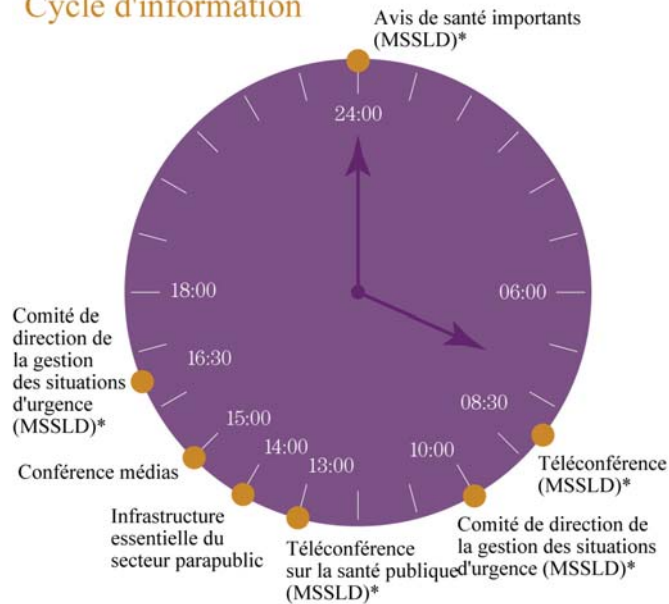 Cycle d'information
Avis de santé importants
(MSSLD)*
24:00
18:00
06:00
Comité de
direction de
la gestion
des situations
d'urgence
(MSSLD)*
16:30
08:30
15:00
14:00
13:00
10:00
Conférence médias
Infrastructure
essentielle du
secteur parapublic
Téléconférence
sur la santé publique
(MSSLD)*
Téléconférence
(MSSLD)*
Comité de direction de
la gestion des situations
d'urgence (MSSLD)*